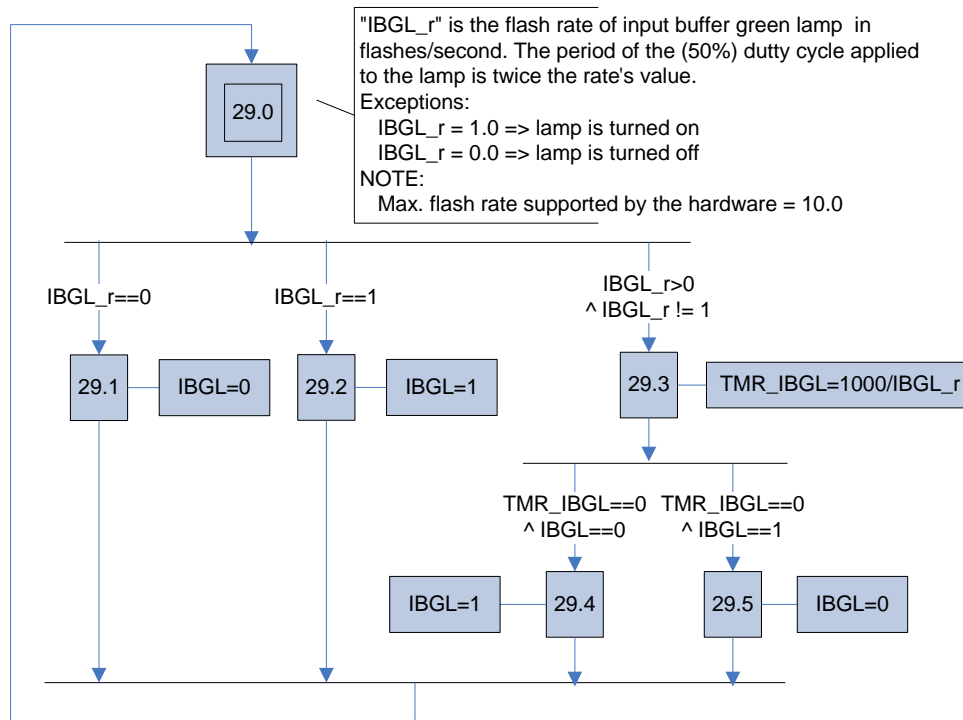 "IBGL_r" is the flash rate of input buffer green lamp in
flashes/second. The period of the (50%) dutty cycle applied
to the lamp is twice the rate's value.
Exceptions:
IBGL_r = 1.0 => lamp is turned on
IBGL_r = 0.0 => lamp is turned off
NOTE:
Max. flash rate supported by the hardware = 10.0
29.0
IBGL_r==0
IBGL_r==1
IBGL_r>0
^ IBGL_r != 1
29.1
IBGL=0
29.2
IBGL=1
29.3
TMR_IBGL=1000/IBGL_r
TMR_IBGL==0
^ IBGL==0
TMR_IBGL==0
^ IBGL==1
IBGL=1
29.4
29.5
IBGL=0